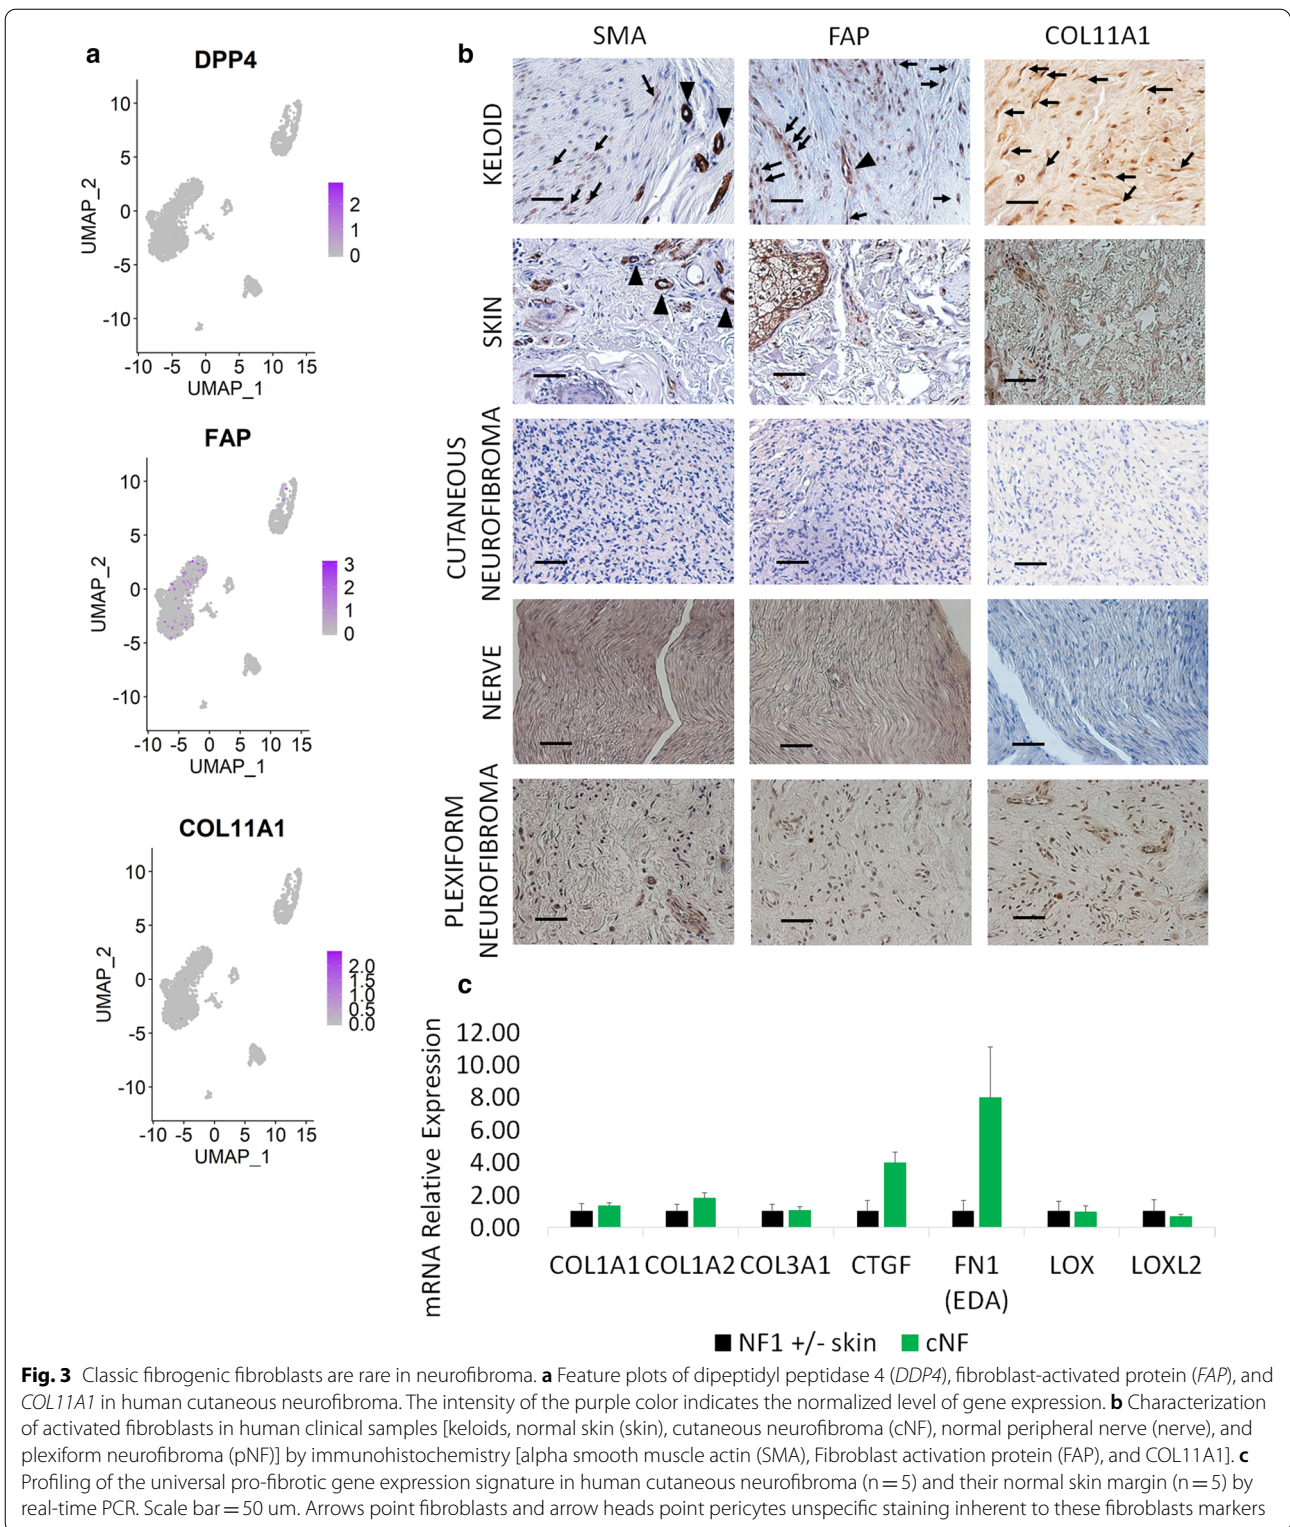 a
DPP4
10
5
0
-5
-10
UMAP_2
-10 -5 0 5 10 15
UMAP_1
2
1
0
FAP
10
5
0
-5
-10
UMAP_2
-10 -5 0 5 10 15
UMAP_1
3
2
1
0
COL11A1
10
5
0
-5
-10
UMAP_2
-10 -5 0 5 10 15
UMAP_1
2.0
1.5
1.0
0.5
0.0
b
SMA FAP COL11A1
KELOID
SKIN
CUTANEOUS
NEUROFIBROMA
NERVE
PLEXIFORM
NEUROFIBROMA
c
mRNA Relative Expression
12.00
10.00
8.00
6.00
4.00
2.00
0.00
COL1A1 COL1A2 COL3A1 CTGF FN1 LOX LOXL2
(EDA)
NF1 +/- skin cNF
Fig. 3 Classic fibrogenic fibroblasts are rare in neurofibroma. a Feature plots of dipeptidyl peptidase 4 (DDP4), fibroblast-activated protein (FAP), and
COL11A1 in human cutaneous neurofibroma. The intensity of the purple color indicates the normalized level of gene expression. b Characterization
of activated fibroblasts in human clinical samples [keloids, normal skin (skin), cutaneous neurofibroma (cNF), normal peripheral nerve (nerve), and
plexiform neurofibroma (pNF)] by immunohistochemistry [alpha smooth muscle actin (SMA), Fibroblast activation protein (FAP), and COL11A1]. c
Profiling of the universal pro-fibrotic gene expression signature in human cutaneous neurofibroma (n = 5) and their normal skin margin (n = 5) by
real-time PCR. Scale bar = 50 um. Arrows point fibroblasts and arrow heads point pericytes unspecific staining inherent to these fibroblasts markers